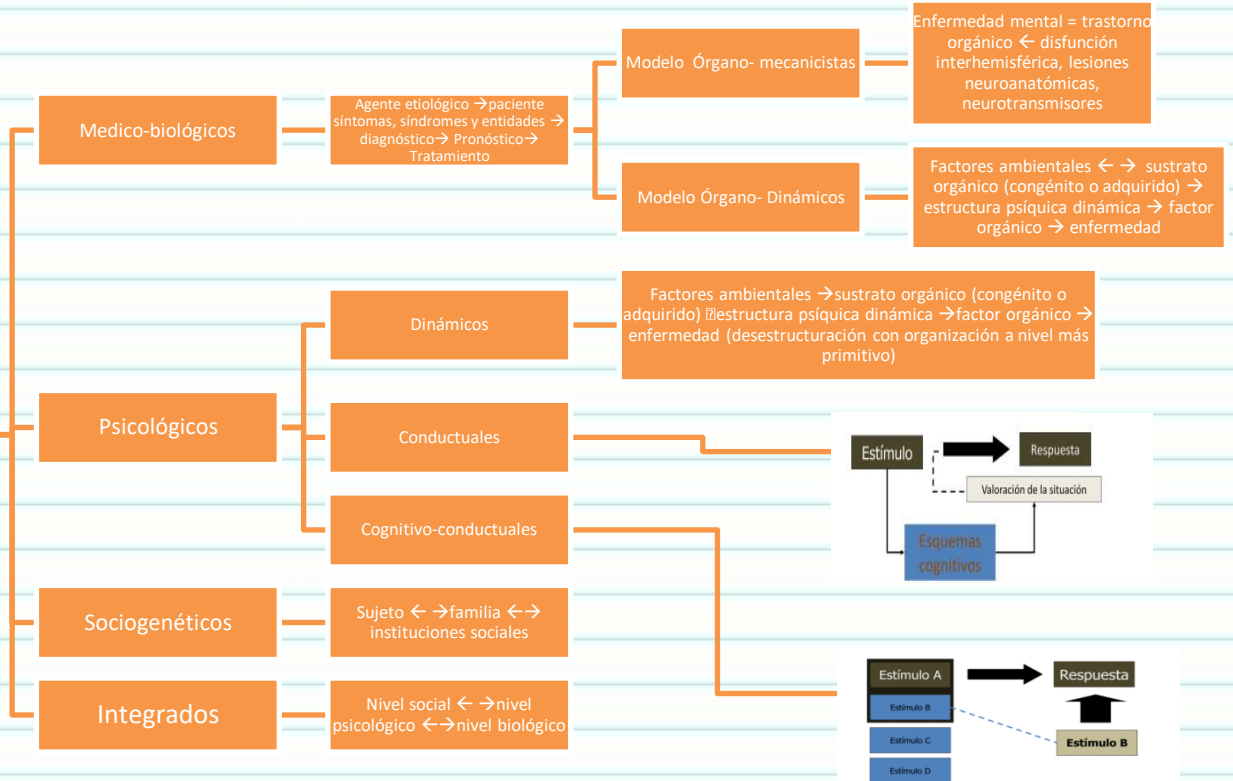 Medico-biológicos
Agente etiológico →paciente
síntomas, síndromes y entidades →
diagnóstico→ Pronóstico→
Tratamiento
Modelo Órgano- mecanicistas
Enfermedad mental = trastorno
orgánico ← disfunción
interhemisférica, lesiones
neuroanatómicas,
neurotransmisores
Modelo Órgano- Dinámicos
Factores ambientales ← → sustrato
orgánico (congénito o adquirido) →
estructura psíquica dinámica → factor
orgánico → enfermedad
Psicológicos
Dinámicos
Factores ambientales →sustrato orgánico (congénito o
adquirido) estructura psíquica dinámica →factor orgánico →
enfermedad (desestructuración con organización a nivel más
primitivo)
Conductuales
Estímulo
Respuesta
Valoración de la situación
Esquemas
cognitivos
Cognitivo-conductuales
Estímulo A
Respuesta
Estímulo B
Estímulo C
Estímulo D
Estímulo B
Sociogenéticos
Sujeto ← →familia ←→
instituciones sociales
Integrados
Nivel social ← →nivel
psicológico ←→nivel biológico